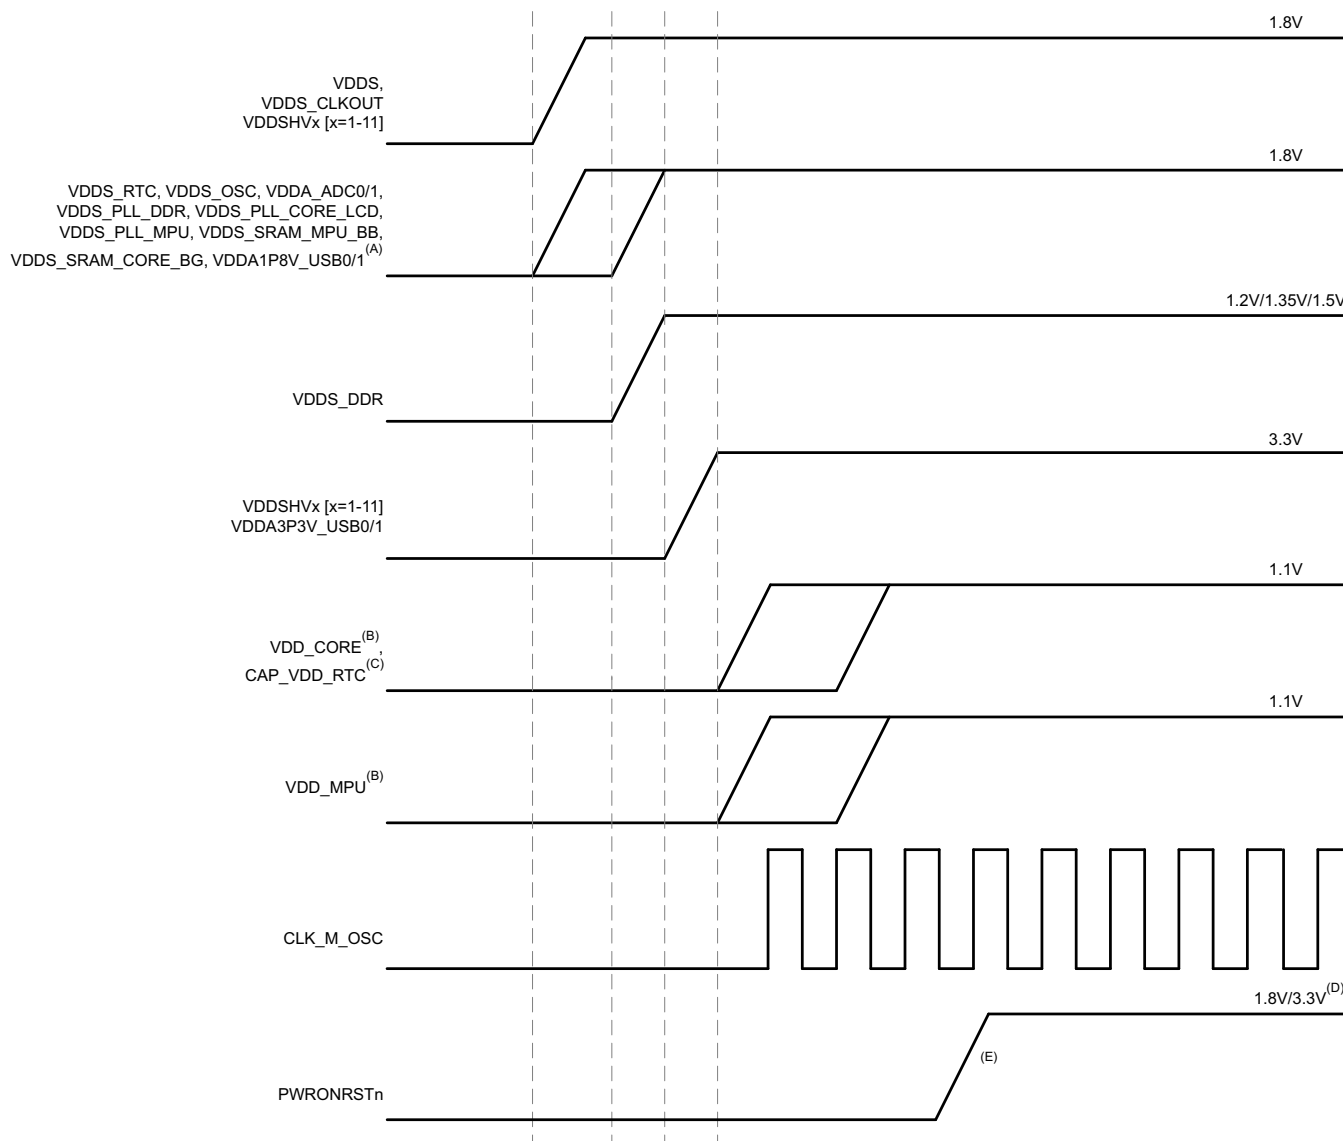 1.8V
VDDS,
VDDS_CLKOUT
VDDSHVx [x=1-11]
1.8V
VDDS_RTC, VDDS_OSC, VDDA_ADC0/1,
VDDS_PLL_DDR, VDDS_PLL_CORE_LCD,
VDDS_PLL_MPU, VDDS_SRAM_MPU_BB,
VDDS_SRAM_CORE_BG, VDDA1P8V_USB0/1(A)
1.2V/1.35V/1.5V
VDDS_DDR
3.3V
VDDSHVx [x=1-11]
VDDA3P3V_USB0/1
1.1V
VDD_CORE(B),
CAP_VDD_RTC(C)
1.1V
VDD_MPU(B)
CLK_M_OSC
1.8V/3.3V(D)
(E)
PWRONRSTn